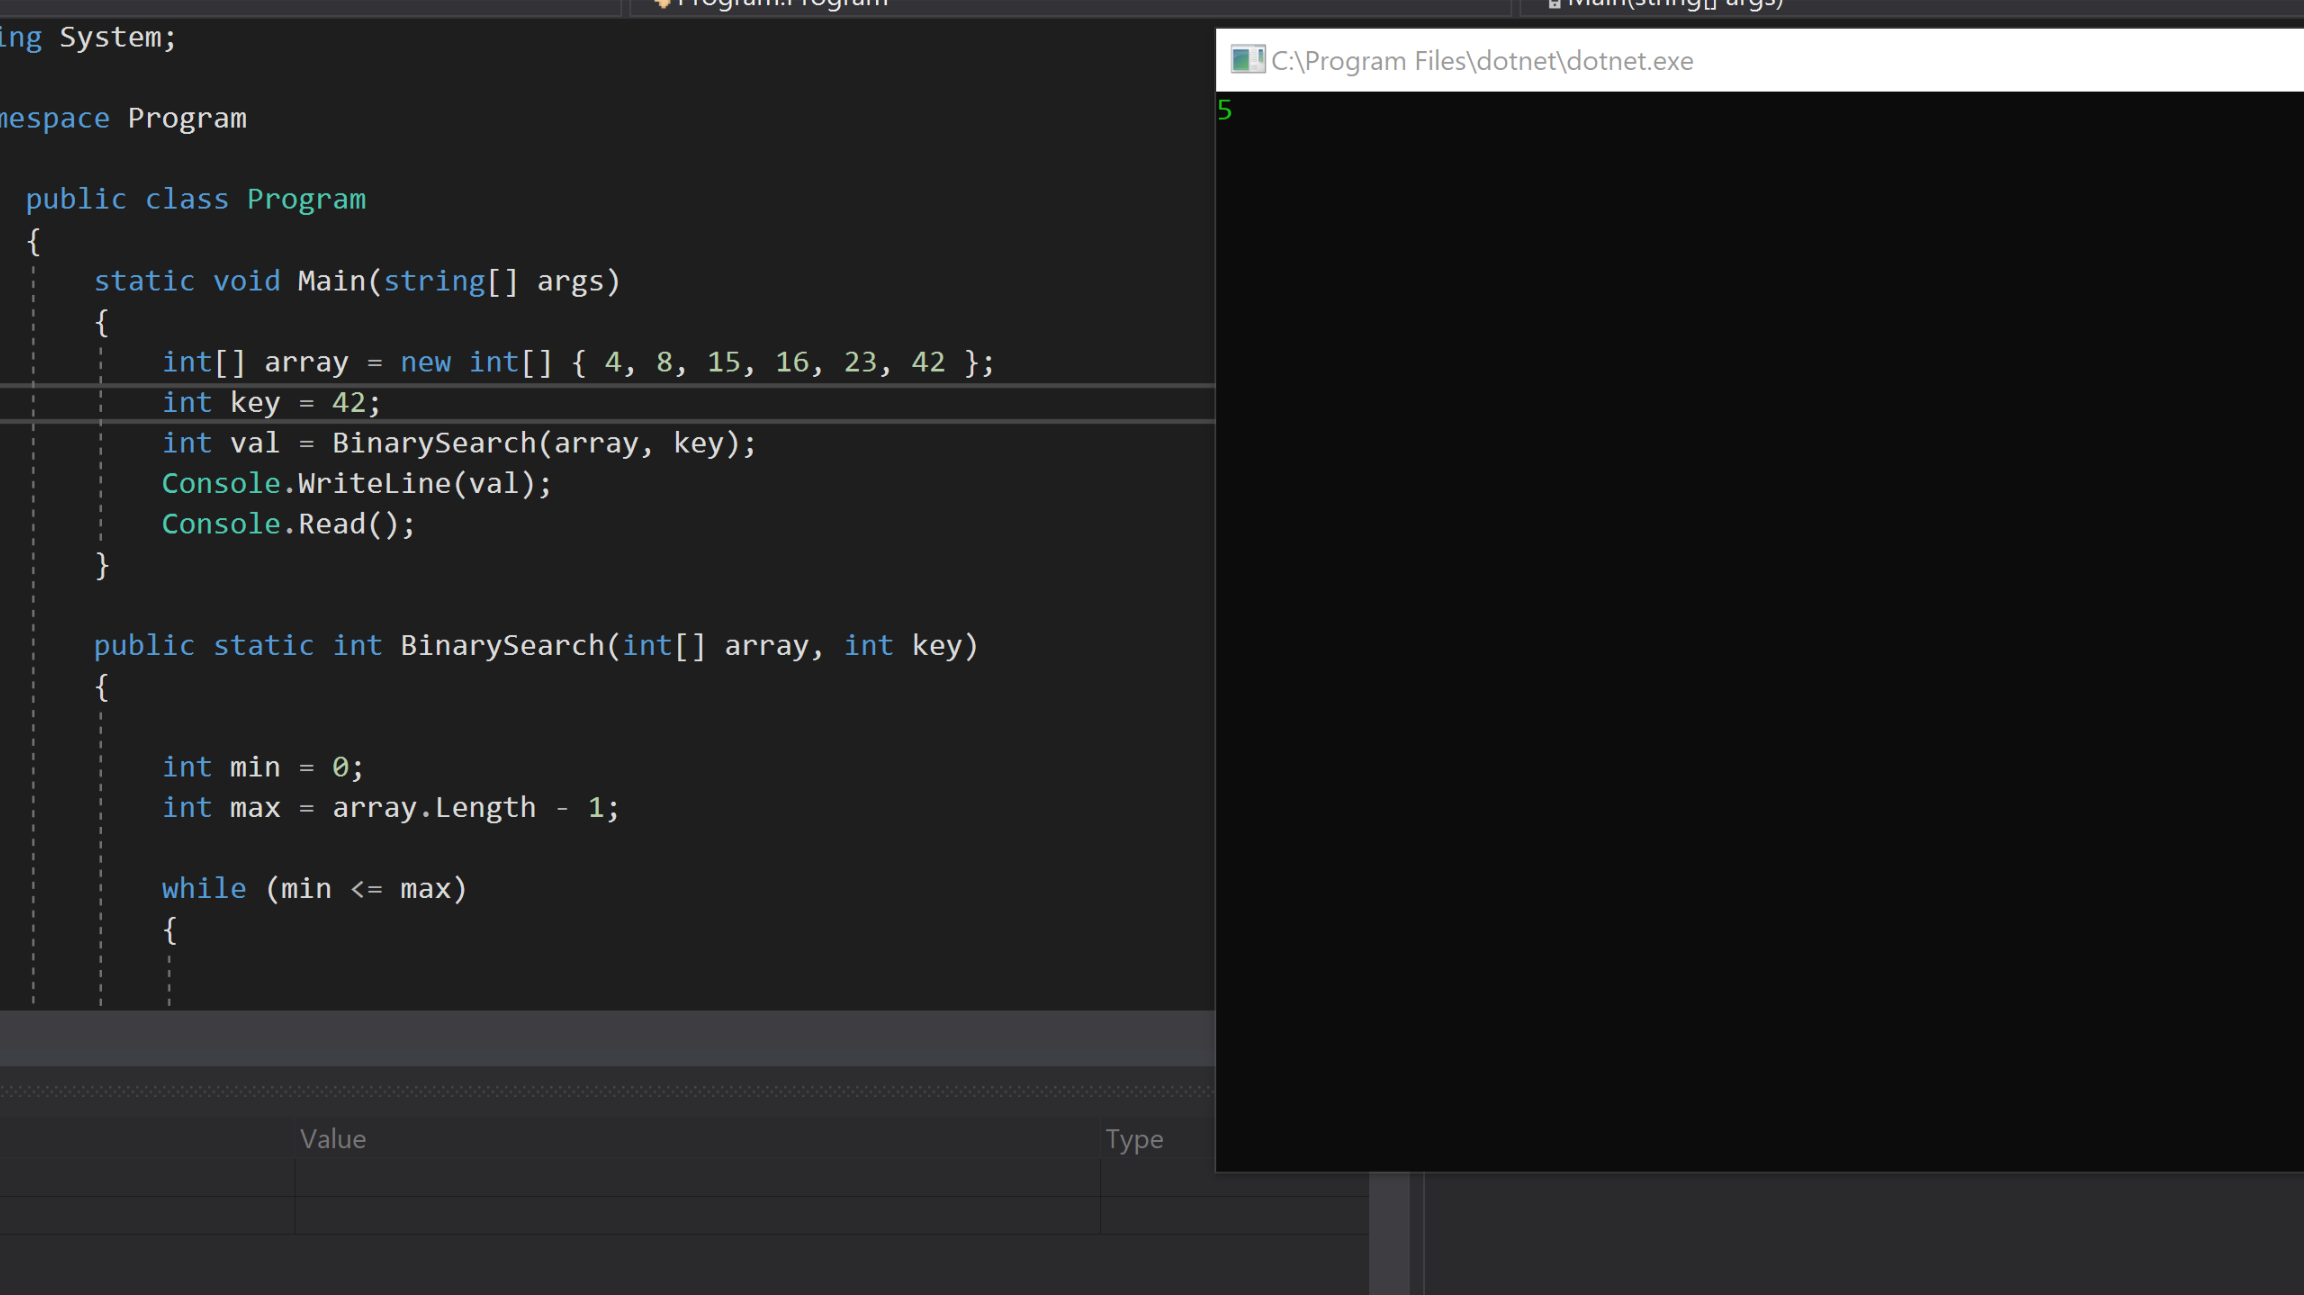 Program.Program
Main(string[] args)
ing System;
mespace Program
public class Program
{
static void Main(string[] args)
{
int[] array = new int[] { 4, 8, 15, 16, 23, 42 };
int key = 42;
int val = BinarySearch(array, key);
Console.WriteLine(val);
Console.Read();
}
public static int BinarySearch(int[] array, int key)
{
int min = 0;
int max = array.Length - 1;
while (min <= max)
{
Value
Type
C:\Program Files\dotnet\dotnet.exe
5